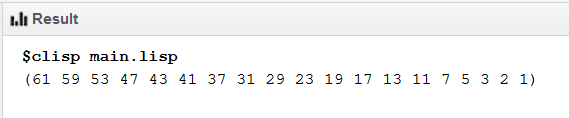 Result
$clisp main.lisp
(61 59 53 47 43 41 37 31 29 23 19 17 13 11 7 5 3 2 1)